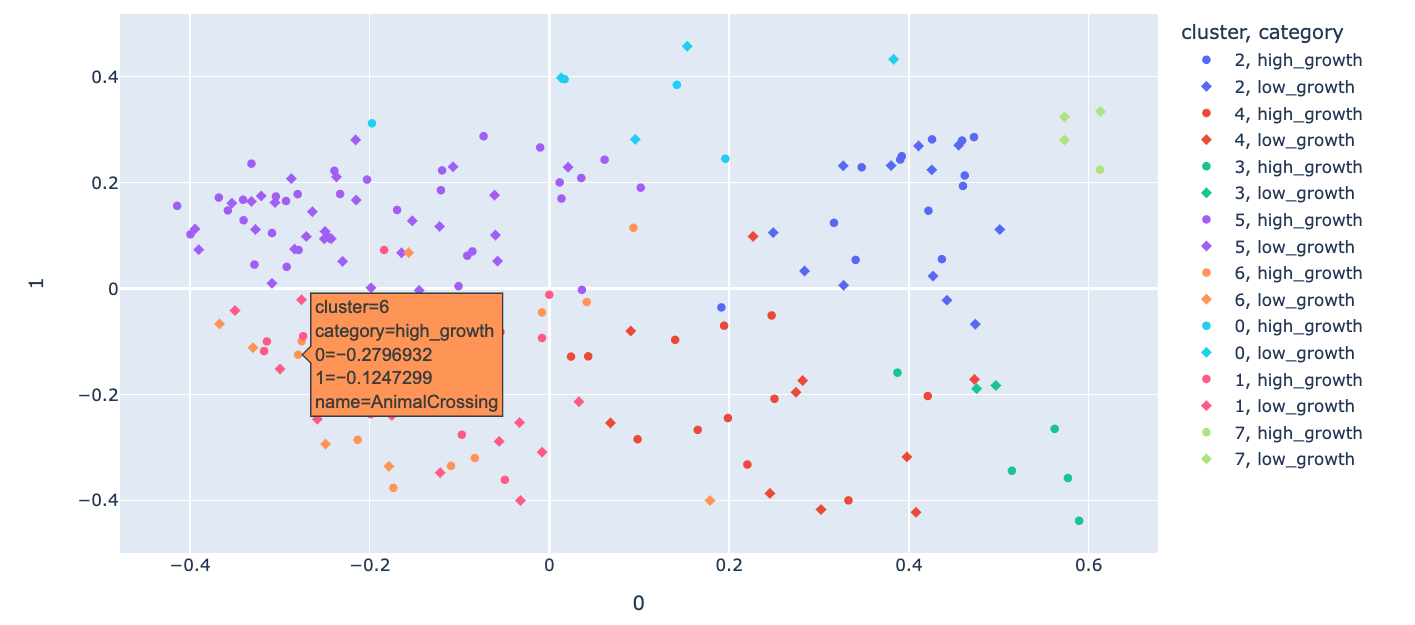 cluster, category
2, high_growth
2, low_growth
4, high_growth
4, low_growth
3, high_growth
3, low_growth
5, high_growth
5, low_growth
6, high_growth
6, low_growth
0, high_growth
0, low_growth
1, high_growth
1, low_growth
7, high_growth
7, low_growth
0.4
0.2
0
−0.2
−0.4
1
cluster=6
category=high_growth
0=−0.2796932
1=−0.1247299
name=AnimalCrossing
−0.4
−0.2
0
0.2
0.4
0.6
0